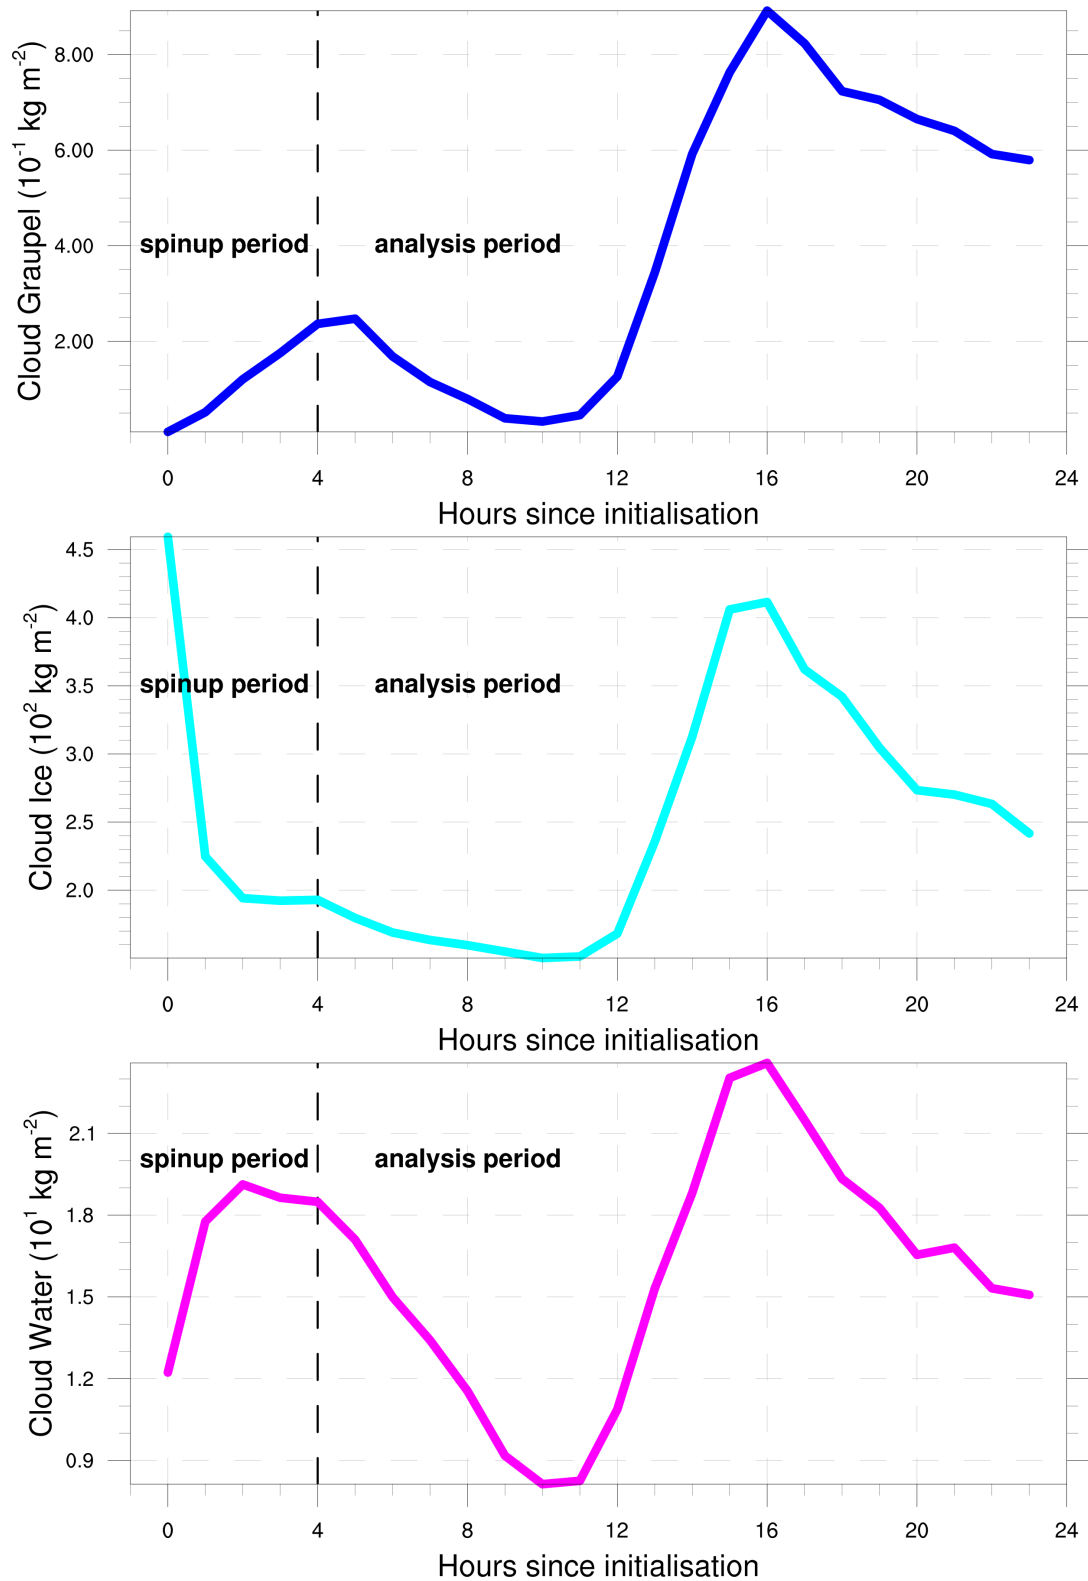 Cloud Graupel (10⁻¹ kg m⁻²)
8.00
6.00
4.00
2.00
spinup period
analysis period
0 4 8 12 16 20 24
Hours since initialisation
Cloud Ice (10² kg m⁻²)
4.5
4.0
3.5
3.0
2.5
2.0
spinup period
analysis period
0 4 8 12 16 20 24
Hours since initialisation
Cloud Water (10¹ kg m⁻²)
2.1
1.8
1.5
1.2
0.9
spinup period
analysis period
0 4 8 12 16 20 24
Hours since initialisation